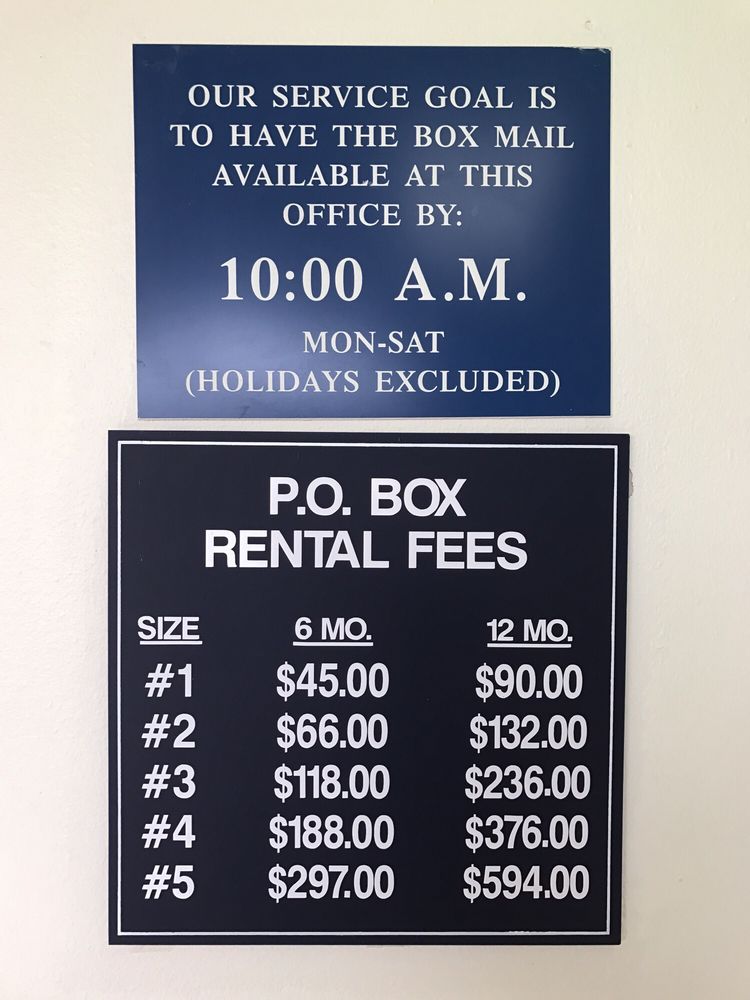 OUR SERVICE GOAL IS
TO HAVE THE BOX MAIL
AVAILABLE AT THIS
OFFICE BY:
10:00 A.M.
MON-SAT
(HOLIDAYS EXCLUDED)
P.O. BOX
RENTAL FEES
SIZE 6 MO. 12 MO.
#1 $45.00 $90.00
#2 $66.00 $132.00
#3 $118.00 $236.00
#4 $188.00 $376.00
#5 $297.00 $594.00